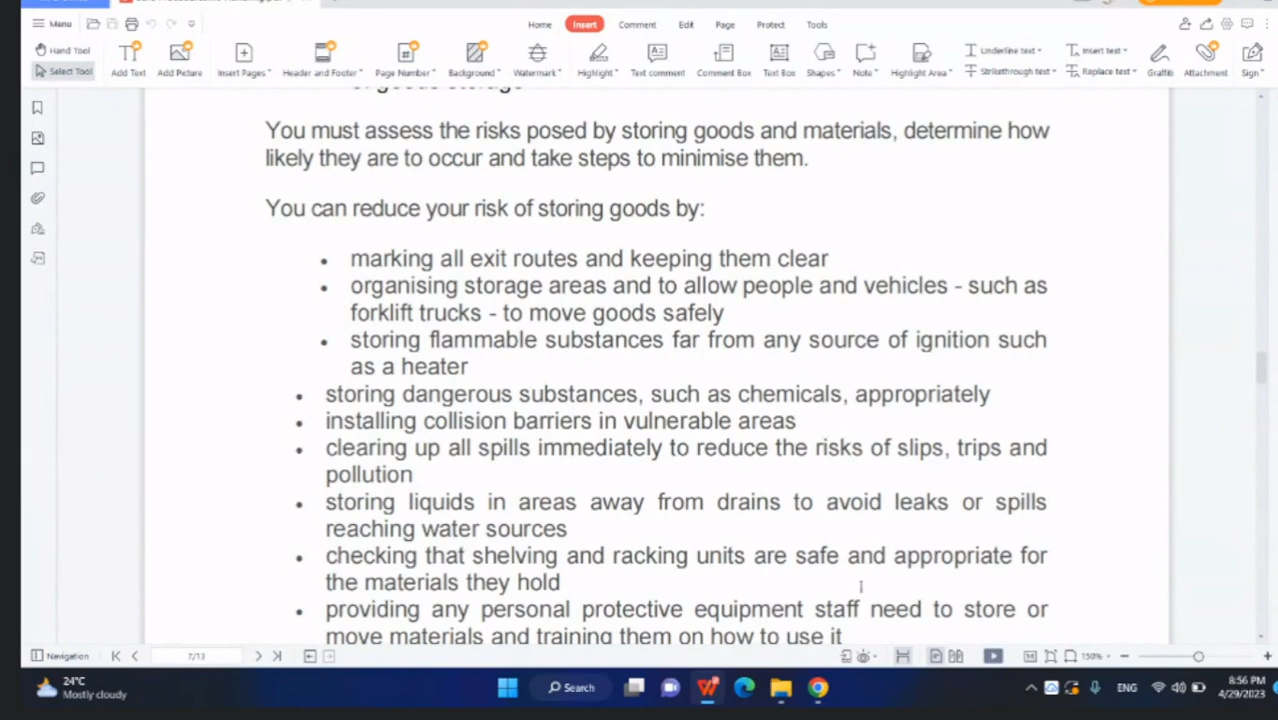 Menu
Home
Insert
Comment
Edit
Page
Protect
Tools
Hand Tool
Select Tool
Add Text
Add Picture
Insert Pages
Header and Footer
Page Number
Background
Watermark
Highlight
Text comment
Comment Box
Text Box
Shapes
Note
Highlight Area
Underline text
Strikethrough text
Insert text
Replace text
Graffiti
Attachment
Sign
of goods storage
You must assess the risks posed by storing goods and materials, determine how
likely they are to occur and take steps to minimise them.
You can reduce your risk of storing goods by:
• marking all exit routes and keeping them clear
• organising storage areas and to allow people and vehicles - such as
forklift trucks - to move goods safely
• storing flammable substances far from any source of ignition such
as a heater
• storing dangerous substances, such as chemicals, appropriately
• installing collision barriers in vulnerable areas
• clearing up all spills immediately to reduce the risks of slips, trips and
pollution
• storing liquids in areas away from drains to avoid leaks or spills
reaching water sources
• checking that shelving and racking units are safe and appropriate for
the materials they hold
• providing any personal protective equipment staff need to store or
move materials and training them on how to use it
Navigation
7/13
150%
24°C
Mostly cloudy
Search
ENG
8:56 PM
4/29/2023